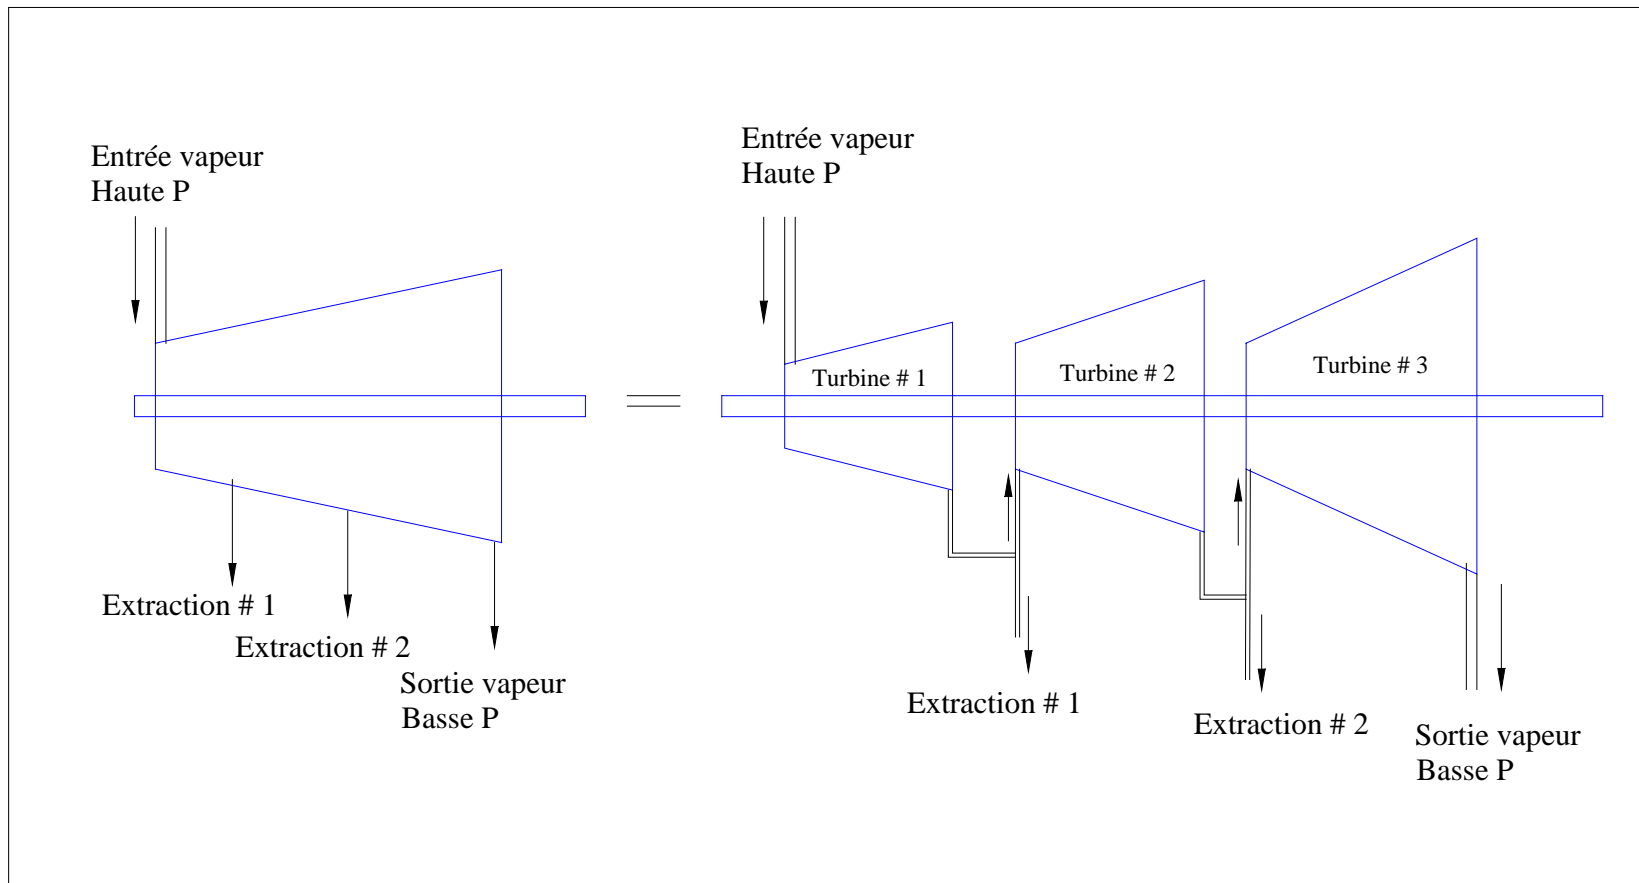 Entrée vapeur
Haute P
Extraction # 1
Extraction # 2
Sortie vapeur
Basse P
Entrée vapeur
Haute P
Turbine # 1
Turbine # 2
Turbine # 3
Extraction # 1
Extraction # 2
Sortie vapeur
Basse P